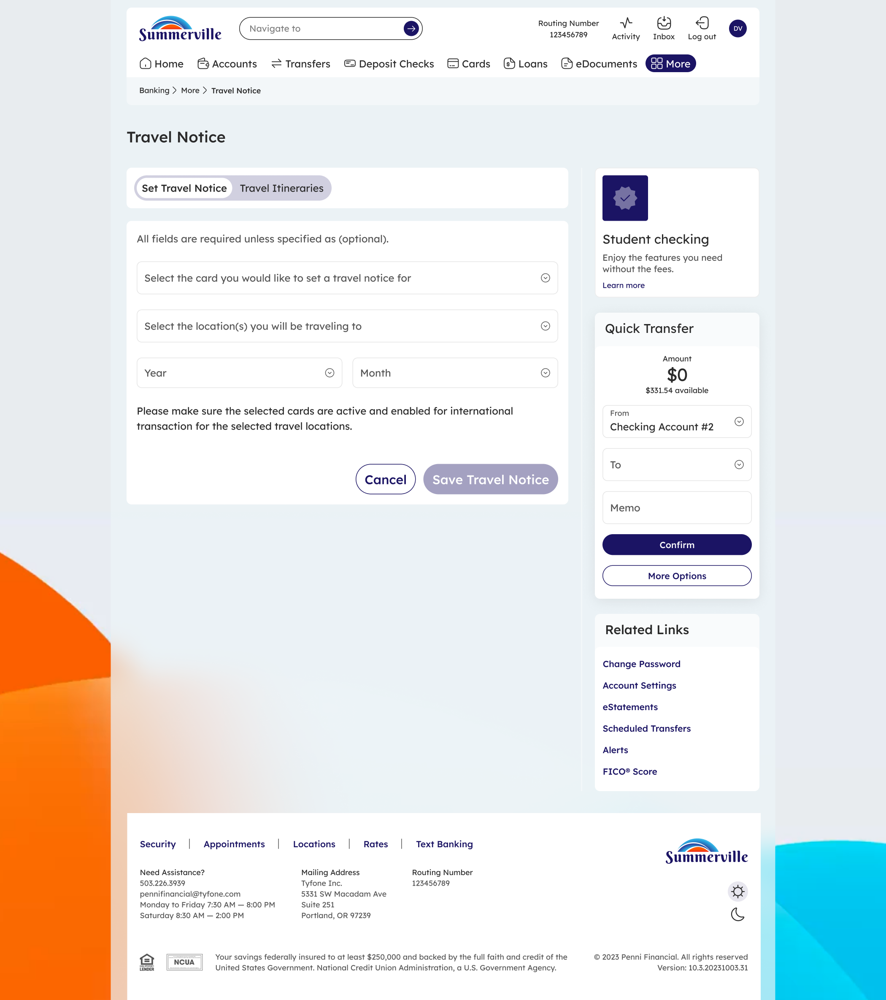 Summerville
Navigate to
Routing Number
123456789
Activity
Inbox
Log out
DV
Home
Accounts
Transfers
Deposit Checks
Cards
Loans
eDocuments
More
Banking
More
Travel Notice
Travel Notice
Set Travel Notice
Travel Itineraries
All fields are required unless specified as (optional).
Select the card you would like to set a travel notice for
Select the location(s) you will be traveling to
Year
Month
Please make sure the selected cards are active and enabled for international
transaction for the selected travel locations.
Cancel
Save Travel Notice
Student checking
Enjoy the features you need
without the fees.
Learn more
Quick Transfer
Amount
$0
$331.54 available
From
Checking Account #2
To
Memo
Confirm
More Options
Related Links
Change Password
Account Settings
eStatements
Scheduled Transfers
Alerts
FICO® Score
Security
Appointments
Locations
Rates
Text Banking
Summerville
Need Assistance?
503.226.3939
pennifinancial@tyfone.com
Monday to Friday 7:30 AM — 8:00 PM
Saturday 8:30 AM — 2:00 PM
Mailing Address
Tyfone Inc.
5331 SW Macadam Ave
Suite 251
Portland, OR 97239
Routing Number
123456789
LENDER
NCUA
Your savings federally insured to at least $250,000 and backed by the full faith and credit of the
United States Government. National Credit Union Administration, a U.S. Government Agency.
© 2023 Penni Financial. All rights reserved
Version: 10.3.20231003.31